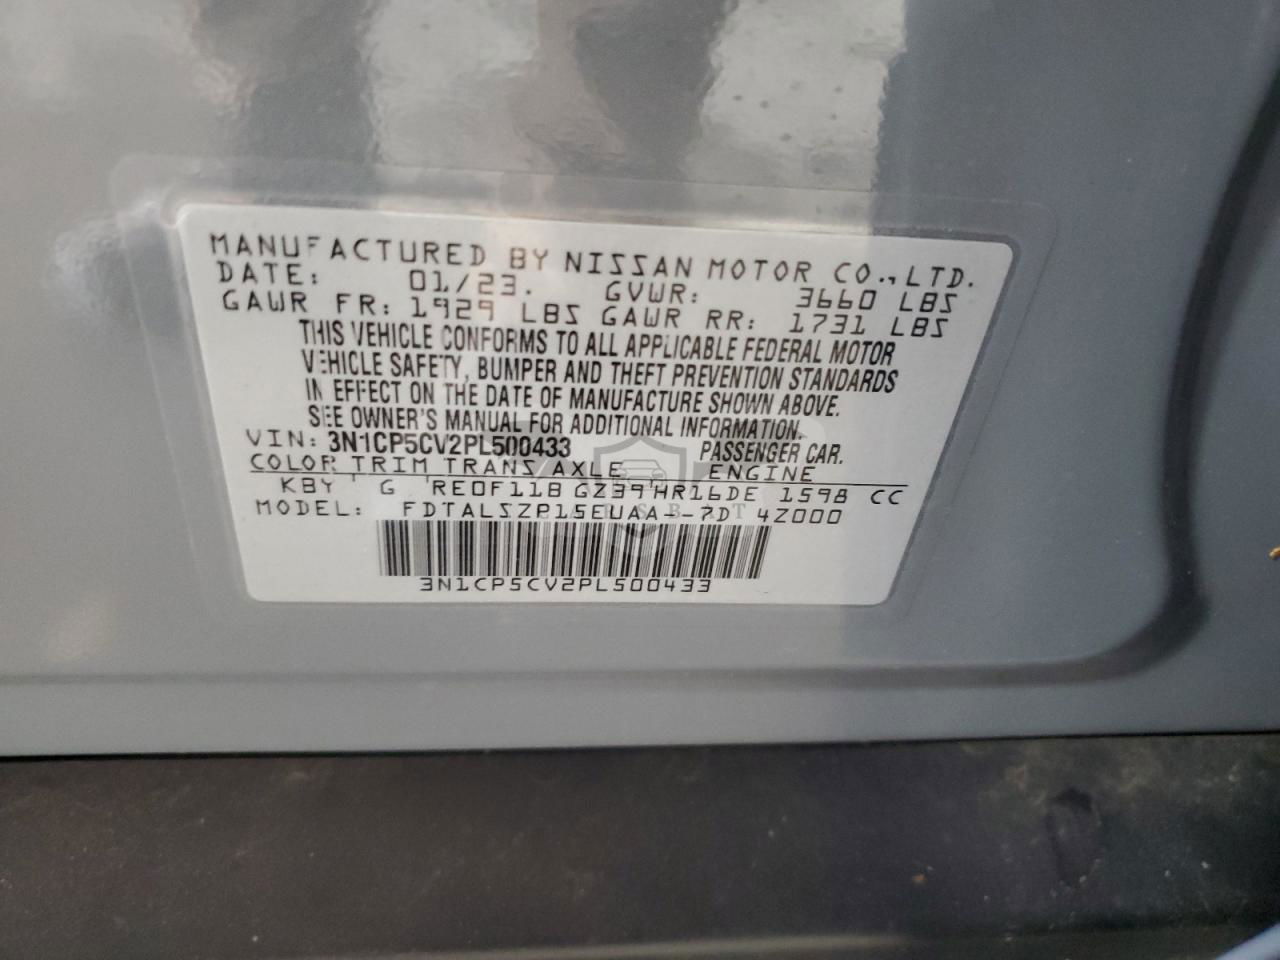 MANUFACTURED BY NISSAN MOTOR CO., LTD.
DATE: 01/23. GVWR: 3660 LBS
GAWR FR: 1929 LBS GAWR RR: 1731 LBS
THIS VEHICLE CONFORMS TO ALL APPLICABLE FEDERAL MOTOR
VEHICLE SAFETY, BUMPER AND THEFT PREVENTION STANDARDS
IN EFFECT ON THE DATE OF MANUFACTURE SHOWN ABOVE.
SEE OWNER'S MANUAL FOR ADDITIONAL INFORMATION.
VIN: 3N1CP5CV2PL500433 PASSENGER CAR.
COLOR TRIM TRANS AXLE ENGINE
KBY G RE0F11B GZ39 HR16DE 1598 CC
MODEL: FDTALSZP15EUAA--7D 4Z000
3N1CP5CV2PL500433